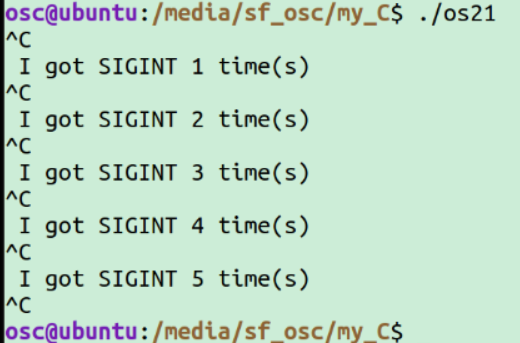 osc@ubuntu:/media/sf_osc/my_C$ ./os21
^C
 I got SIGINT 1 time(s)
^C
 I got SIGINT 2 time(s)
^C
 I got SIGINT 3 time(s)
^C
 I got SIGINT 4 time(s)
^C
 I got SIGINT 5 time(s)
^C
osc@ubuntu:/media/sf_osc/my_C$